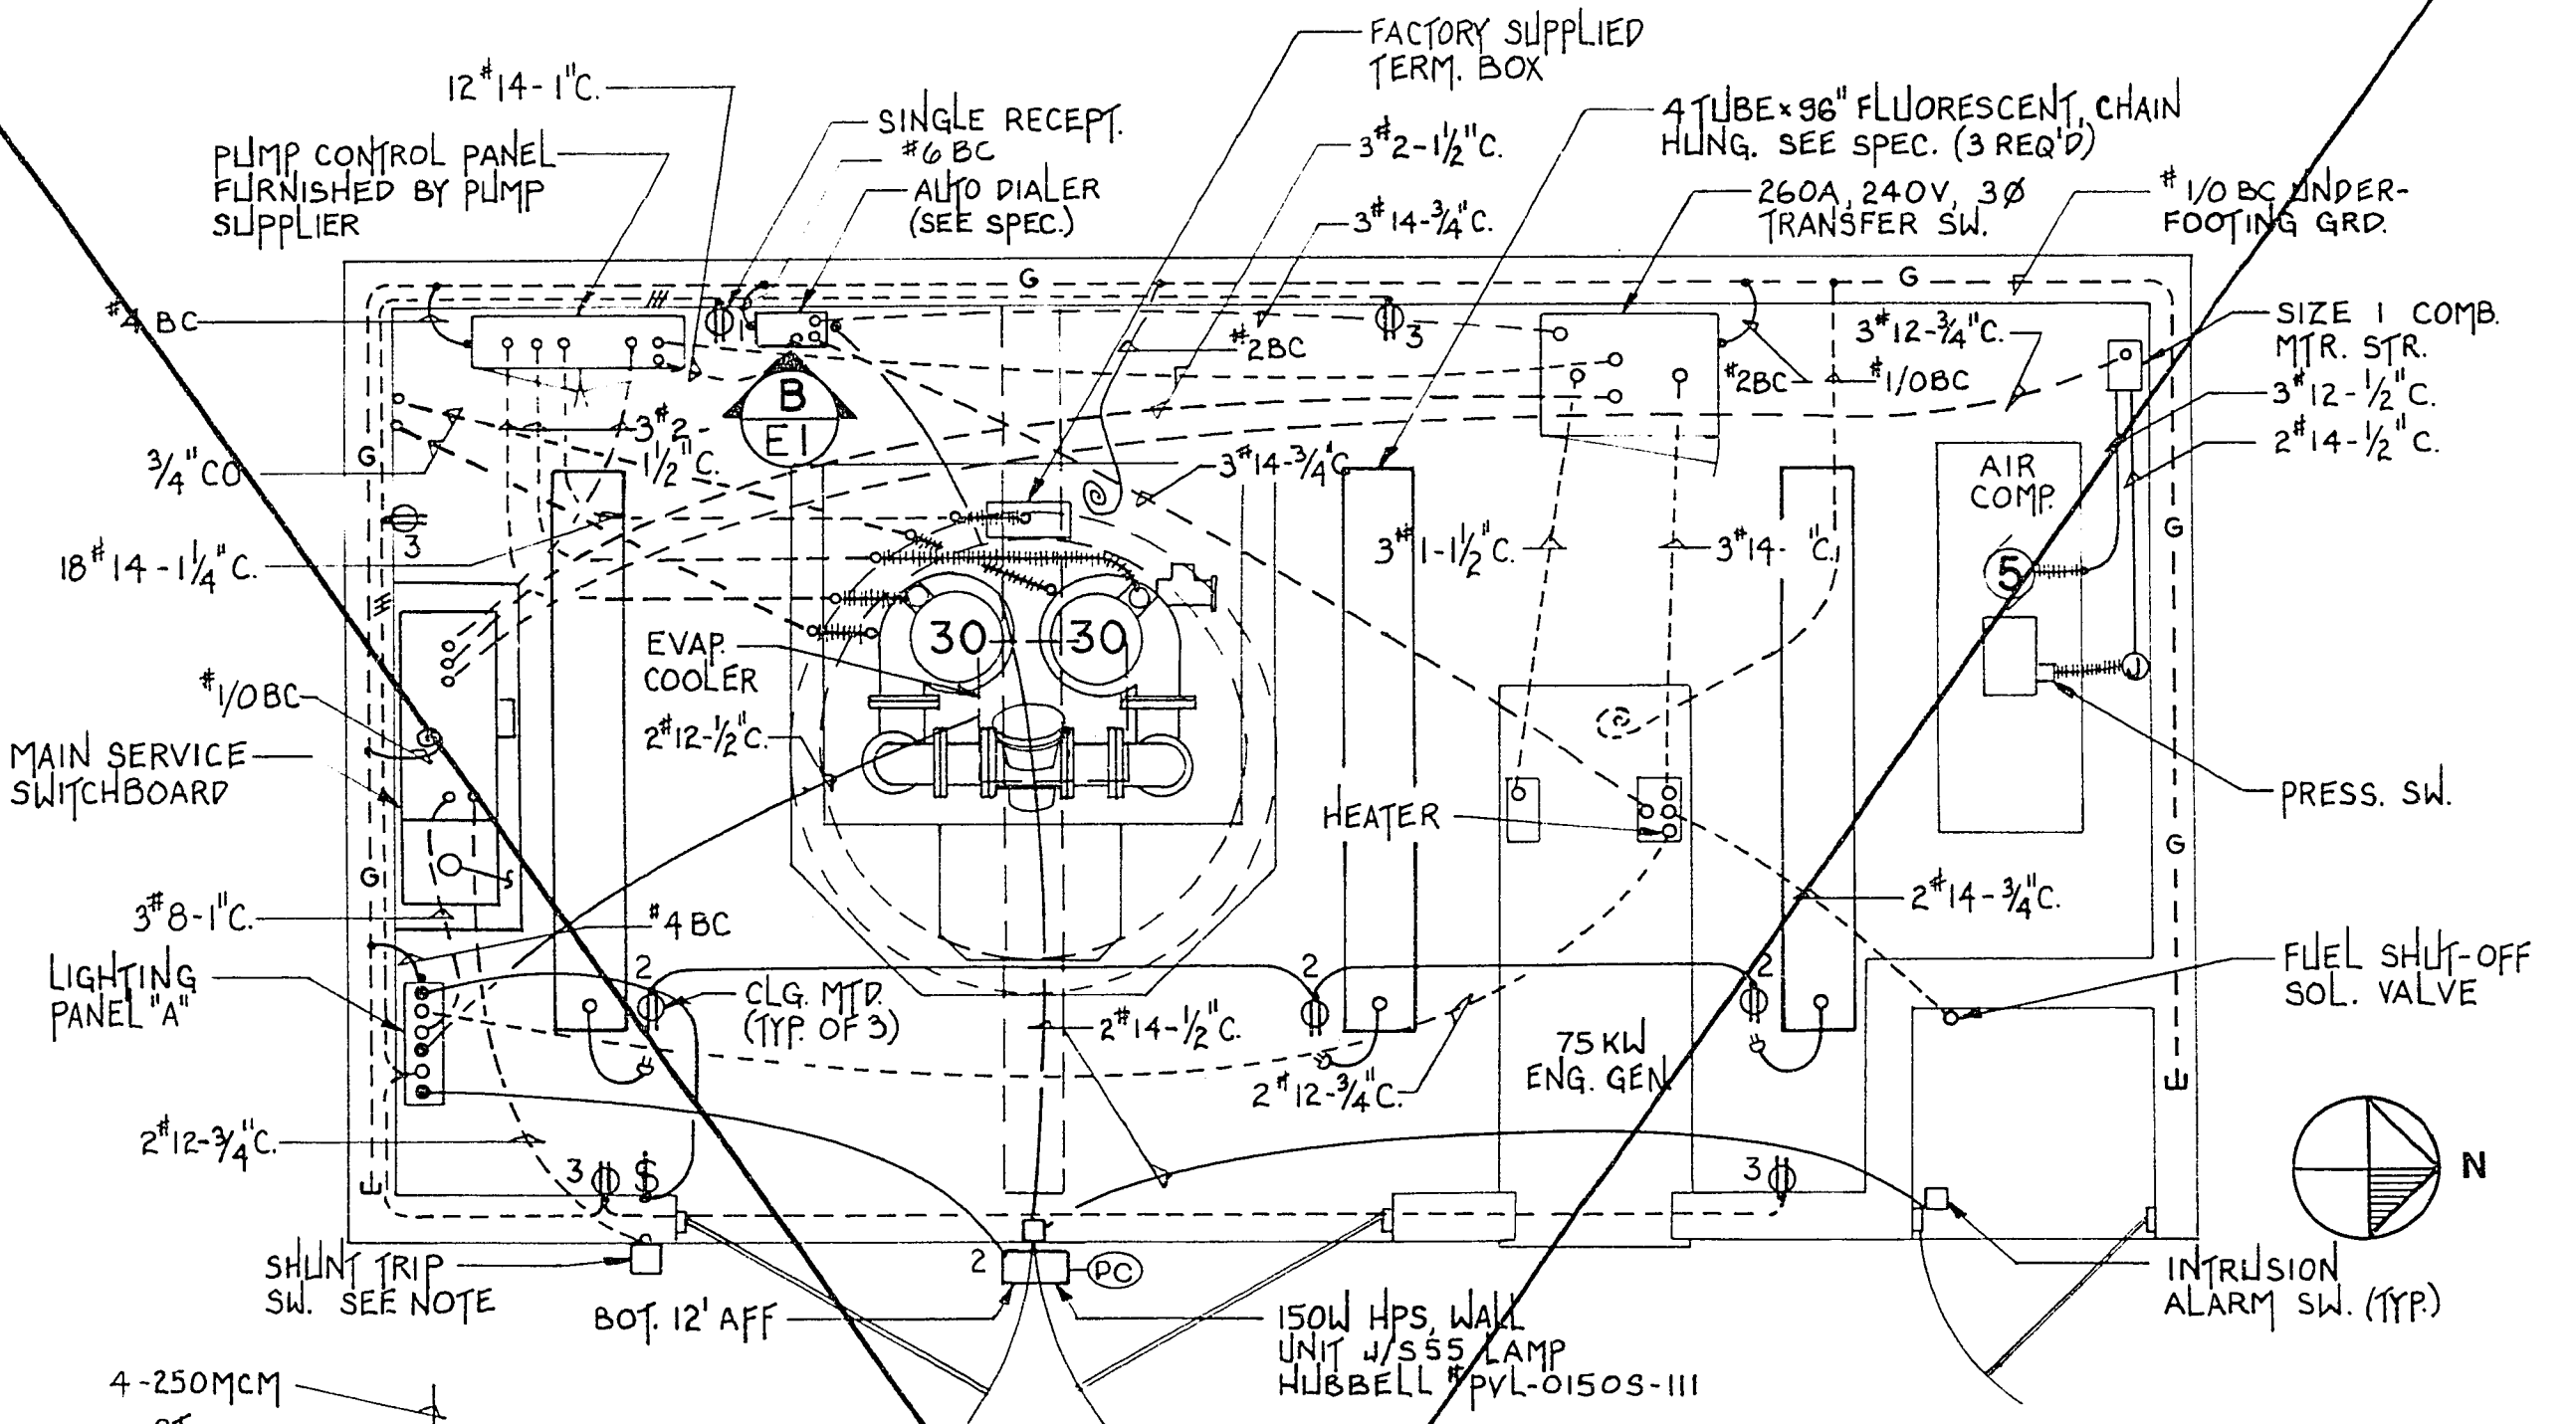 FACTORY SUPPLIED
TERM. BOX
12#14-1"C.
SINGLE RECEPT.
#6 BC
AUTO DIALER
(SEE SPEC.)
3#2-1½"C.
3#14-¾"C.
4 TUBE x 96" FLUORESCENT, CHAIN
HUNG. SEE SPEC. (3 REQ'D)
260A, 240V, 3Ø
TRANSFER SW.
#1/0 BC UNDER-
FOOTING GRD.
PUMP CONTROL PANEL
FURNISHED BY PUMP
SUPPLIER
G
G
#4 BC
1
3
#2BC
#2BC
#1/0BC
3#12-¾"C.
SIZE 1 COMB.
MTR. STR.
3#12-½"C.
2#14-½"C.
B
E1
3#2-
1½"C.
¾"CO
G
3#14-¾"C
AIR
COMP.
3
18#14-1¼"C.
3#1-1½"C.
3#14- "C.
G
5
30
30
EVAP.
COOLER
2#12-½"C.
#1/0BC
MAIN SERVICE
SWITCHBOARD
J
PRESS. SW.
HEATER
G
G
3#8-1"C.
#4BC
2#14-¾"C.
LIGHTING
PANEL "A"
2
2
2
CLG. MTD.
(TYP. OF 3)
2#14-½"C.
FUEL SHUT-OFF
SOL. VALVE
75 KW
ENG. GEN.
2#12-¾"C.
2#12-¾"C.
3
$
3
N
SHUNT TRIP
SW. SEE NOTE
2
PC
BOT. 12' AFF
150W HPS, WALL
UNIT W/S55 LAMP
HUBBELL #PVL-0150S-111
INTRUSION
ALARM SW. (TYP.)
4-250MCM